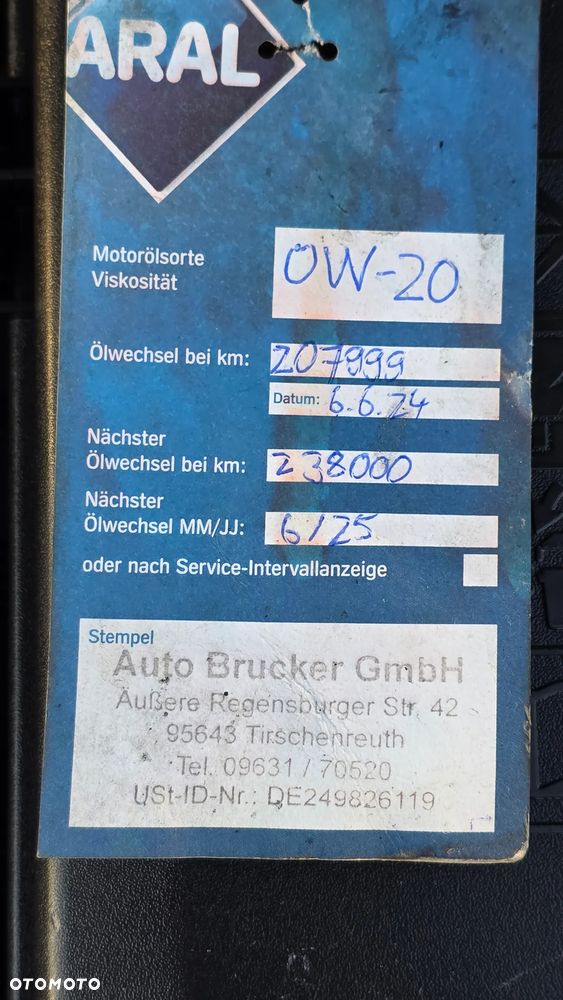 ARAL
Motorölsorte
Viskosität
0W-20
Ölwechsel bei km: 207999
Datum: 6.6.24
Nächster
Ölwechsel bei km: 238000
Nächster
Ölwechsel MM/JJ: 6/25
oder nach Service-Intervallanzeige
Stempel
Auto Brucker GmbH
Äußere Regensburger Str. 42
95643 Tirschenreuth
Tel. 09631 / 70520
USt-ID-Nr.: DE249826119
OTOMOTO